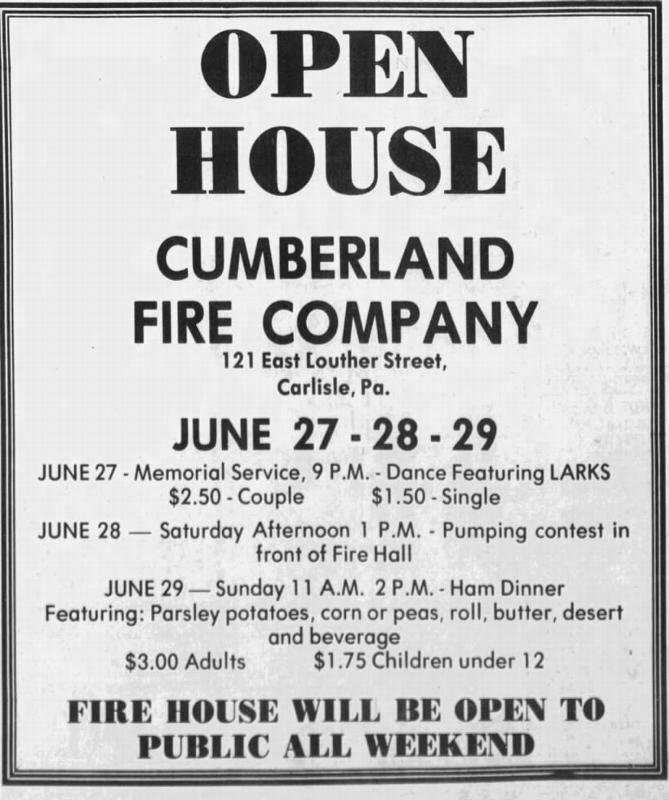 OPEN
HOUSE
CUMBERLAND
FIRE COMPANY
121 East Louther Street,
Carlisle, Pa.
JUNE 27 - 28 - 29
JUNE 27 - Memorial Service, 9 P.M. - Dance Featuring LARKS
$2.50 - Couple $1.50 - Single
JUNE 28 — Saturday Afternoon 1 P.M. - Pumping contest in
front of Fire Hall
JUNE 29 — Sunday 11 A.M. 2 P.M. - Ham Dinner
Featuring: Parsley potatoes, corn or peas, roll, butter, desert
and beverage
$3.00 Adults $1.75 Children under 12
FIRE HOUSE WILL BE OPEN TO
PUBLIC ALL WEEKEND